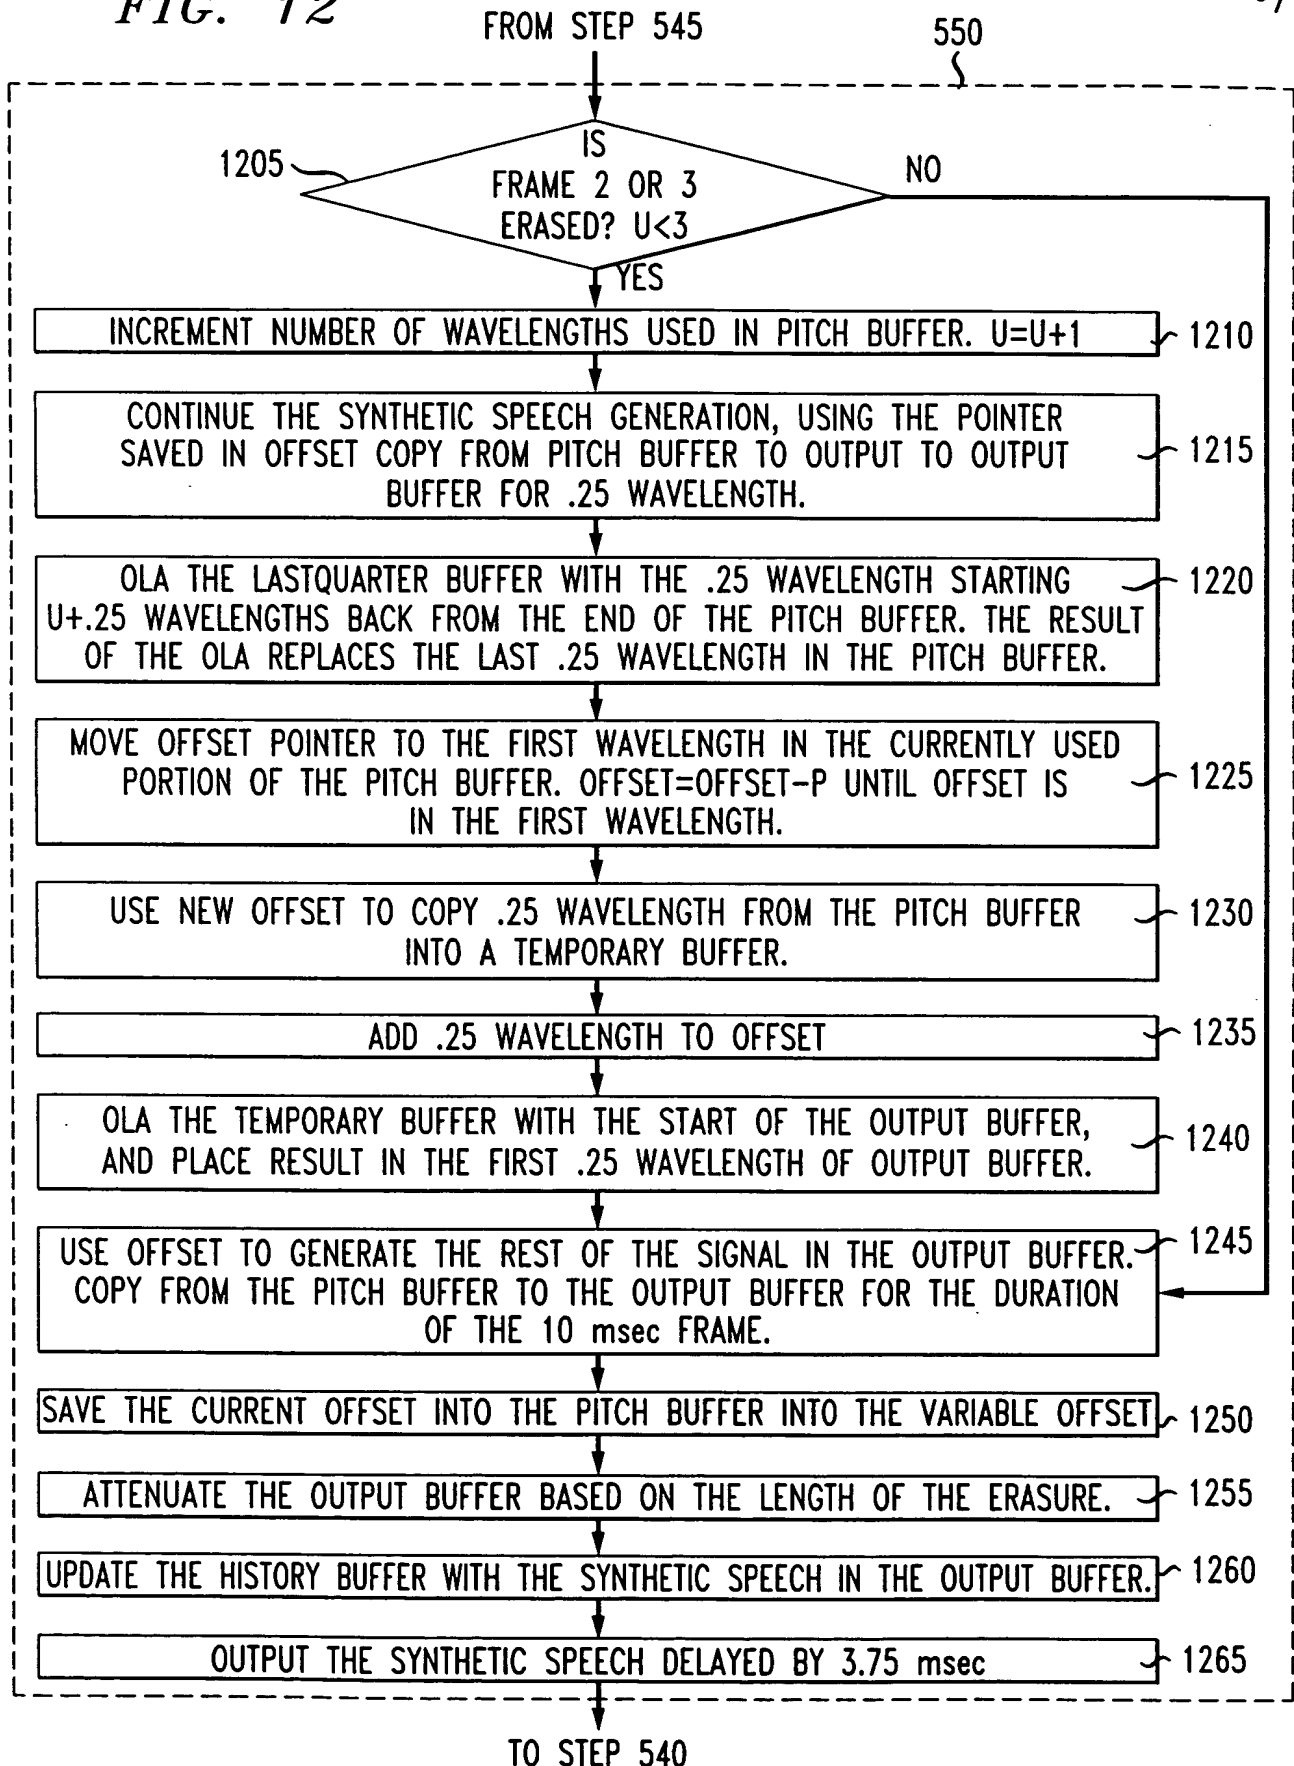 FIG. 12
FROM STEP 545
550
1205
IS
FRAME 2 OR 3
ERASED? U<3
NO
YES
INCREMENT NUMBER OF WAVELENGTHS USED IN PITCH BUFFER. U=U+1
1210
CONTINUE THE SYNTHETIC SPEECH GENERATION, USING THE POINTER
SAVED IN OFFSET COPY FROM PITCH BUFFER TO OUTPUT TO OUTPUT
BUFFER FOR .25 WAVELENGTH.
1215
OLA THE LASTQUARTER BUFFER WITH THE .25 WAVELENGTH STARTING
U+.25 WAVELENGTHS BACK FROM THE END OF THE PITCH BUFFER. THE RESULT
OF THE OLA REPLACES THE LAST .25 WAVELENGTH IN THE PITCH BUFFER.
1220
MOVE OFFSET POINTER TO THE FIRST WAVELENGTH IN THE CURRENTLY USED
PORTION OF THE PITCH BUFFER. OFFSET=OFFSET-P UNTIL OFFSET IS
IN THE FIRST WAVELENGTH.
1225
USE NEW OFFSET TO COPY .25 WAVELENGTH FROM THE PITCH BUFFER
INTO A TEMPORARY BUFFER.
1230
ADD .25 WAVELENGTH TO OFFSET
1235
OLA THE TEMPORARY BUFFER WITH THE START OF THE OUTPUT BUFFER,
AND PLACE RESULT IN THE FIRST .25 WAVELENGTH OF OUTPUT BUFFER.
1240
USE OFFSET TO GENERATE THE REST OF THE SIGNAL IN THE OUTPUT BUFFER.
COPY FROM THE PITCH BUFFER TO THE OUTPUT BUFFER FOR THE DURATION
OF THE 10 msec FRAME.
1245
SAVE THE CURRENT OFFSET INTO THE PITCH BUFFER INTO THE VARIABLE OFFSET
1250
ATTENUATE THE OUTPUT BUFFER BASED ON THE LENGTH OF THE ERASURE.
1255
UPDATE THE HISTORY BUFFER WITH THE SYNTHETIC SPEECH IN THE OUTPUT BUFFER.
1260
OUTPUT THE SYNTHETIC SPEECH DELAYED BY 3.75 msec
1265
TO STEP 540